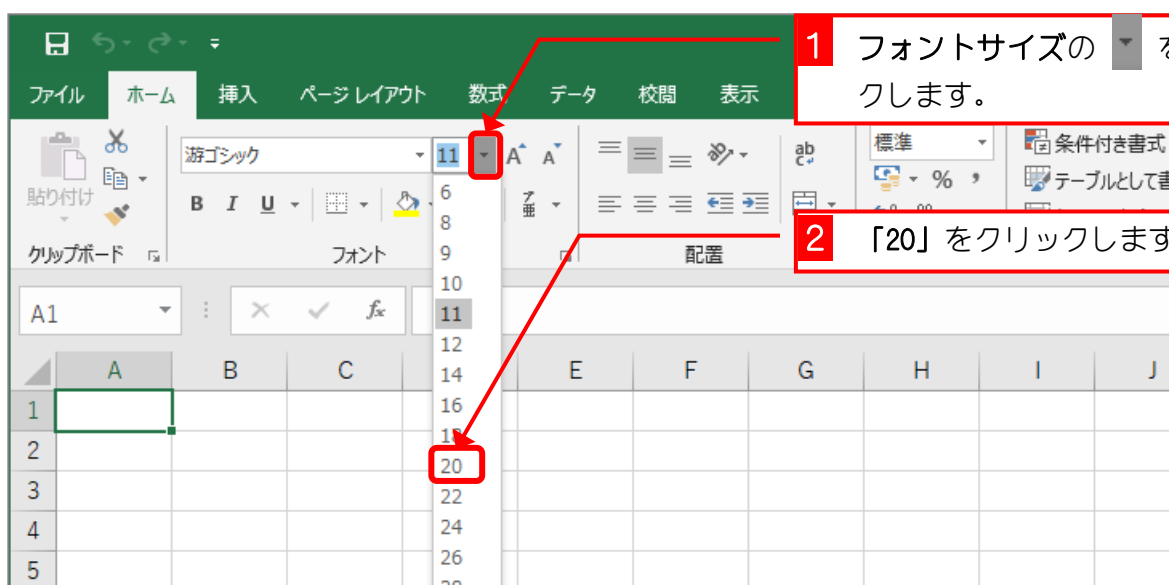 1 フォントサイズの を
クします。
ファイル ホーム 挿入 ページ レイアウト 数式 データ 校閲 表示
游ゴシック 11 A A ab 標準 条件付き書式
貼り付け B I U ア亜 % , テーブルとして書
クリップボード フォント 配置
2 「20」をクリックします
A1 fx
A B C E F G H I J
1
2
3
4
5
6
8
9
10
11
12
14
16
18
20
22
24
26